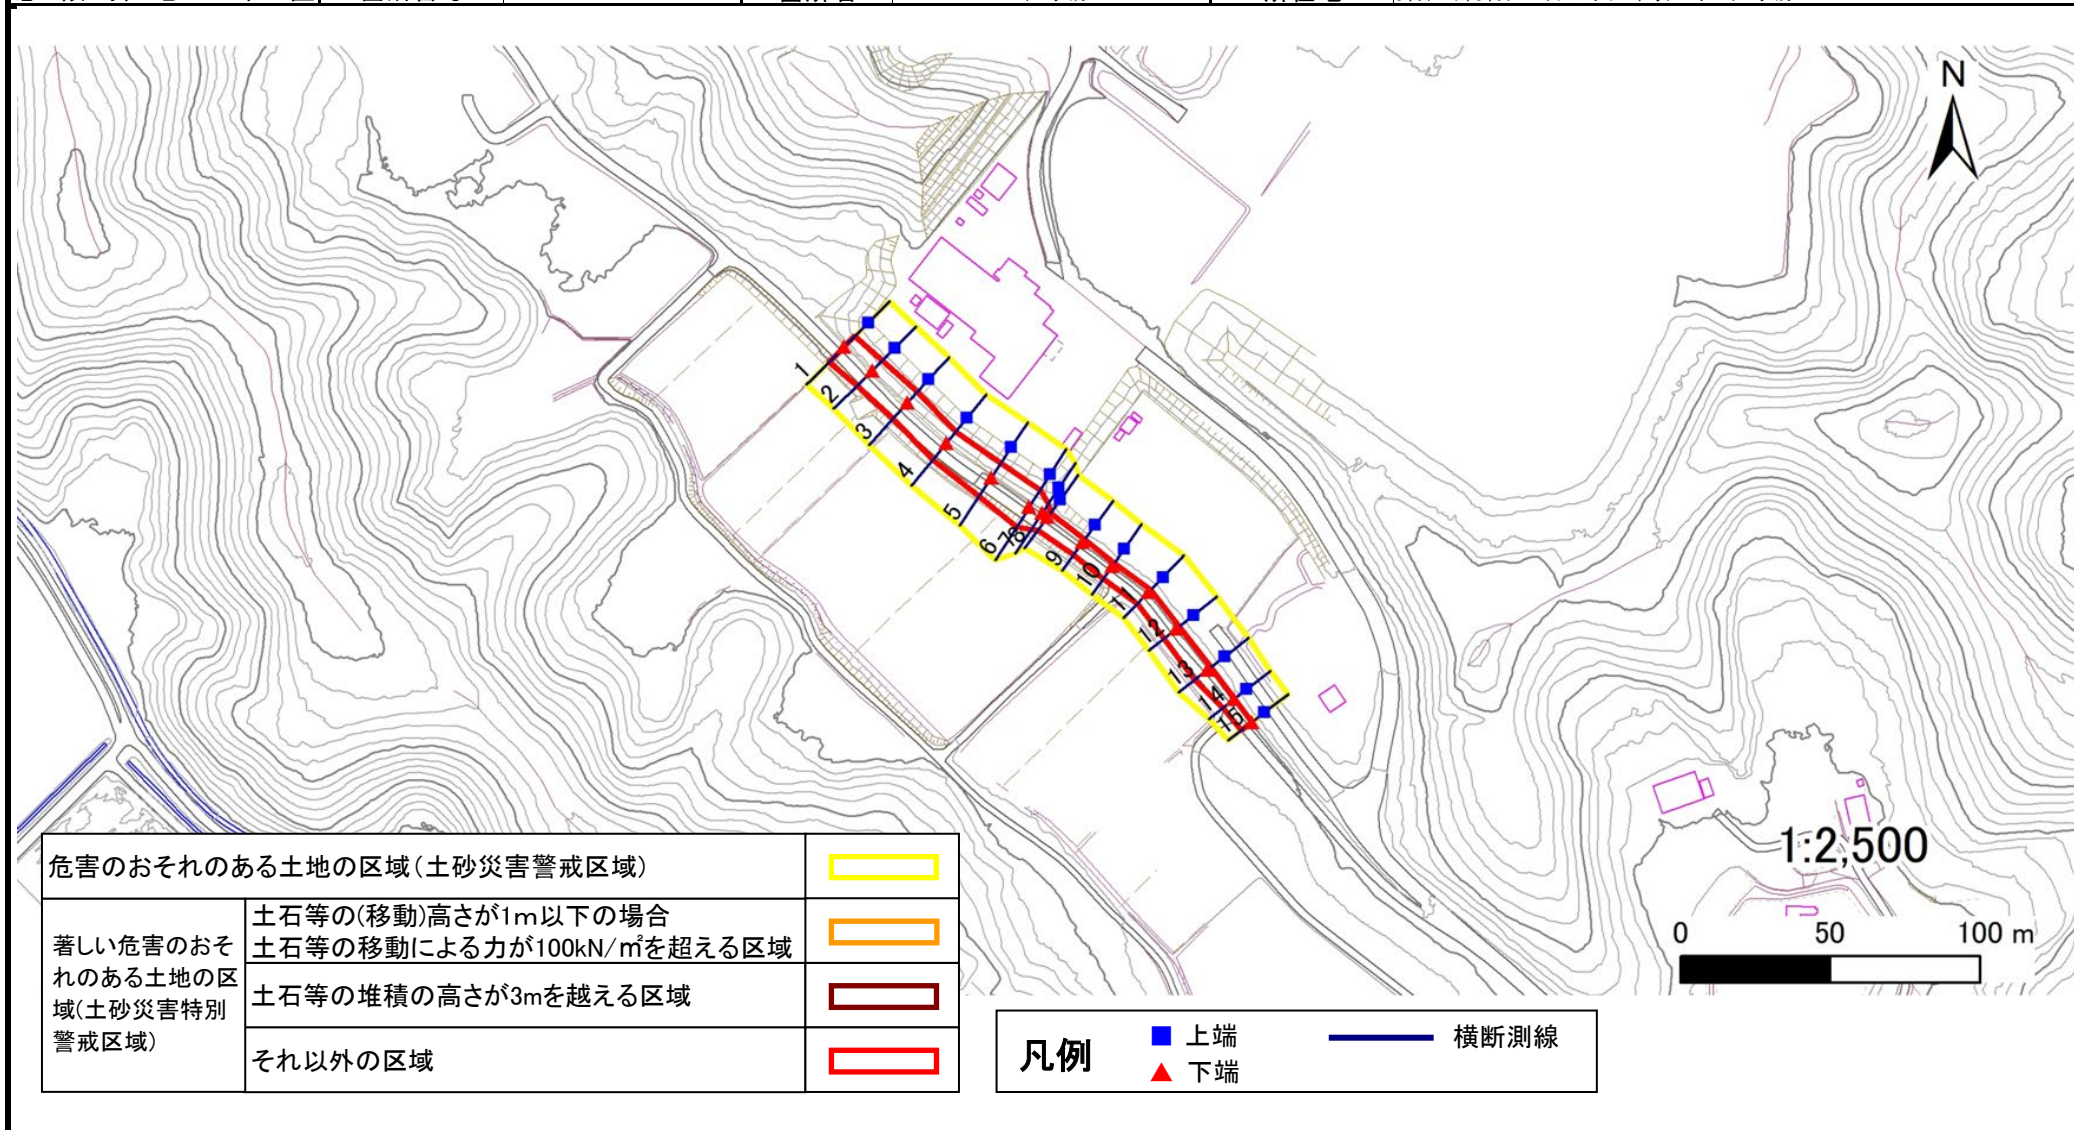 N
1
2
3
4
5
6
7
8
9
10
11
12
13
14
15
1:2,500
0 50 100 m
危害のおそれのある土地の区域(土砂災害警戒区域)
著しい危害のおそ
れのある土地の区
域(土砂災害特別
警戒区域)
土石等の(移動)高さが1m以下の場合
土石等の移動による力が100kN/㎡を超える区域
土石等の堆積の高さが3mを越える区域
それ以外の区域
凡例
上端
下端
横断測線